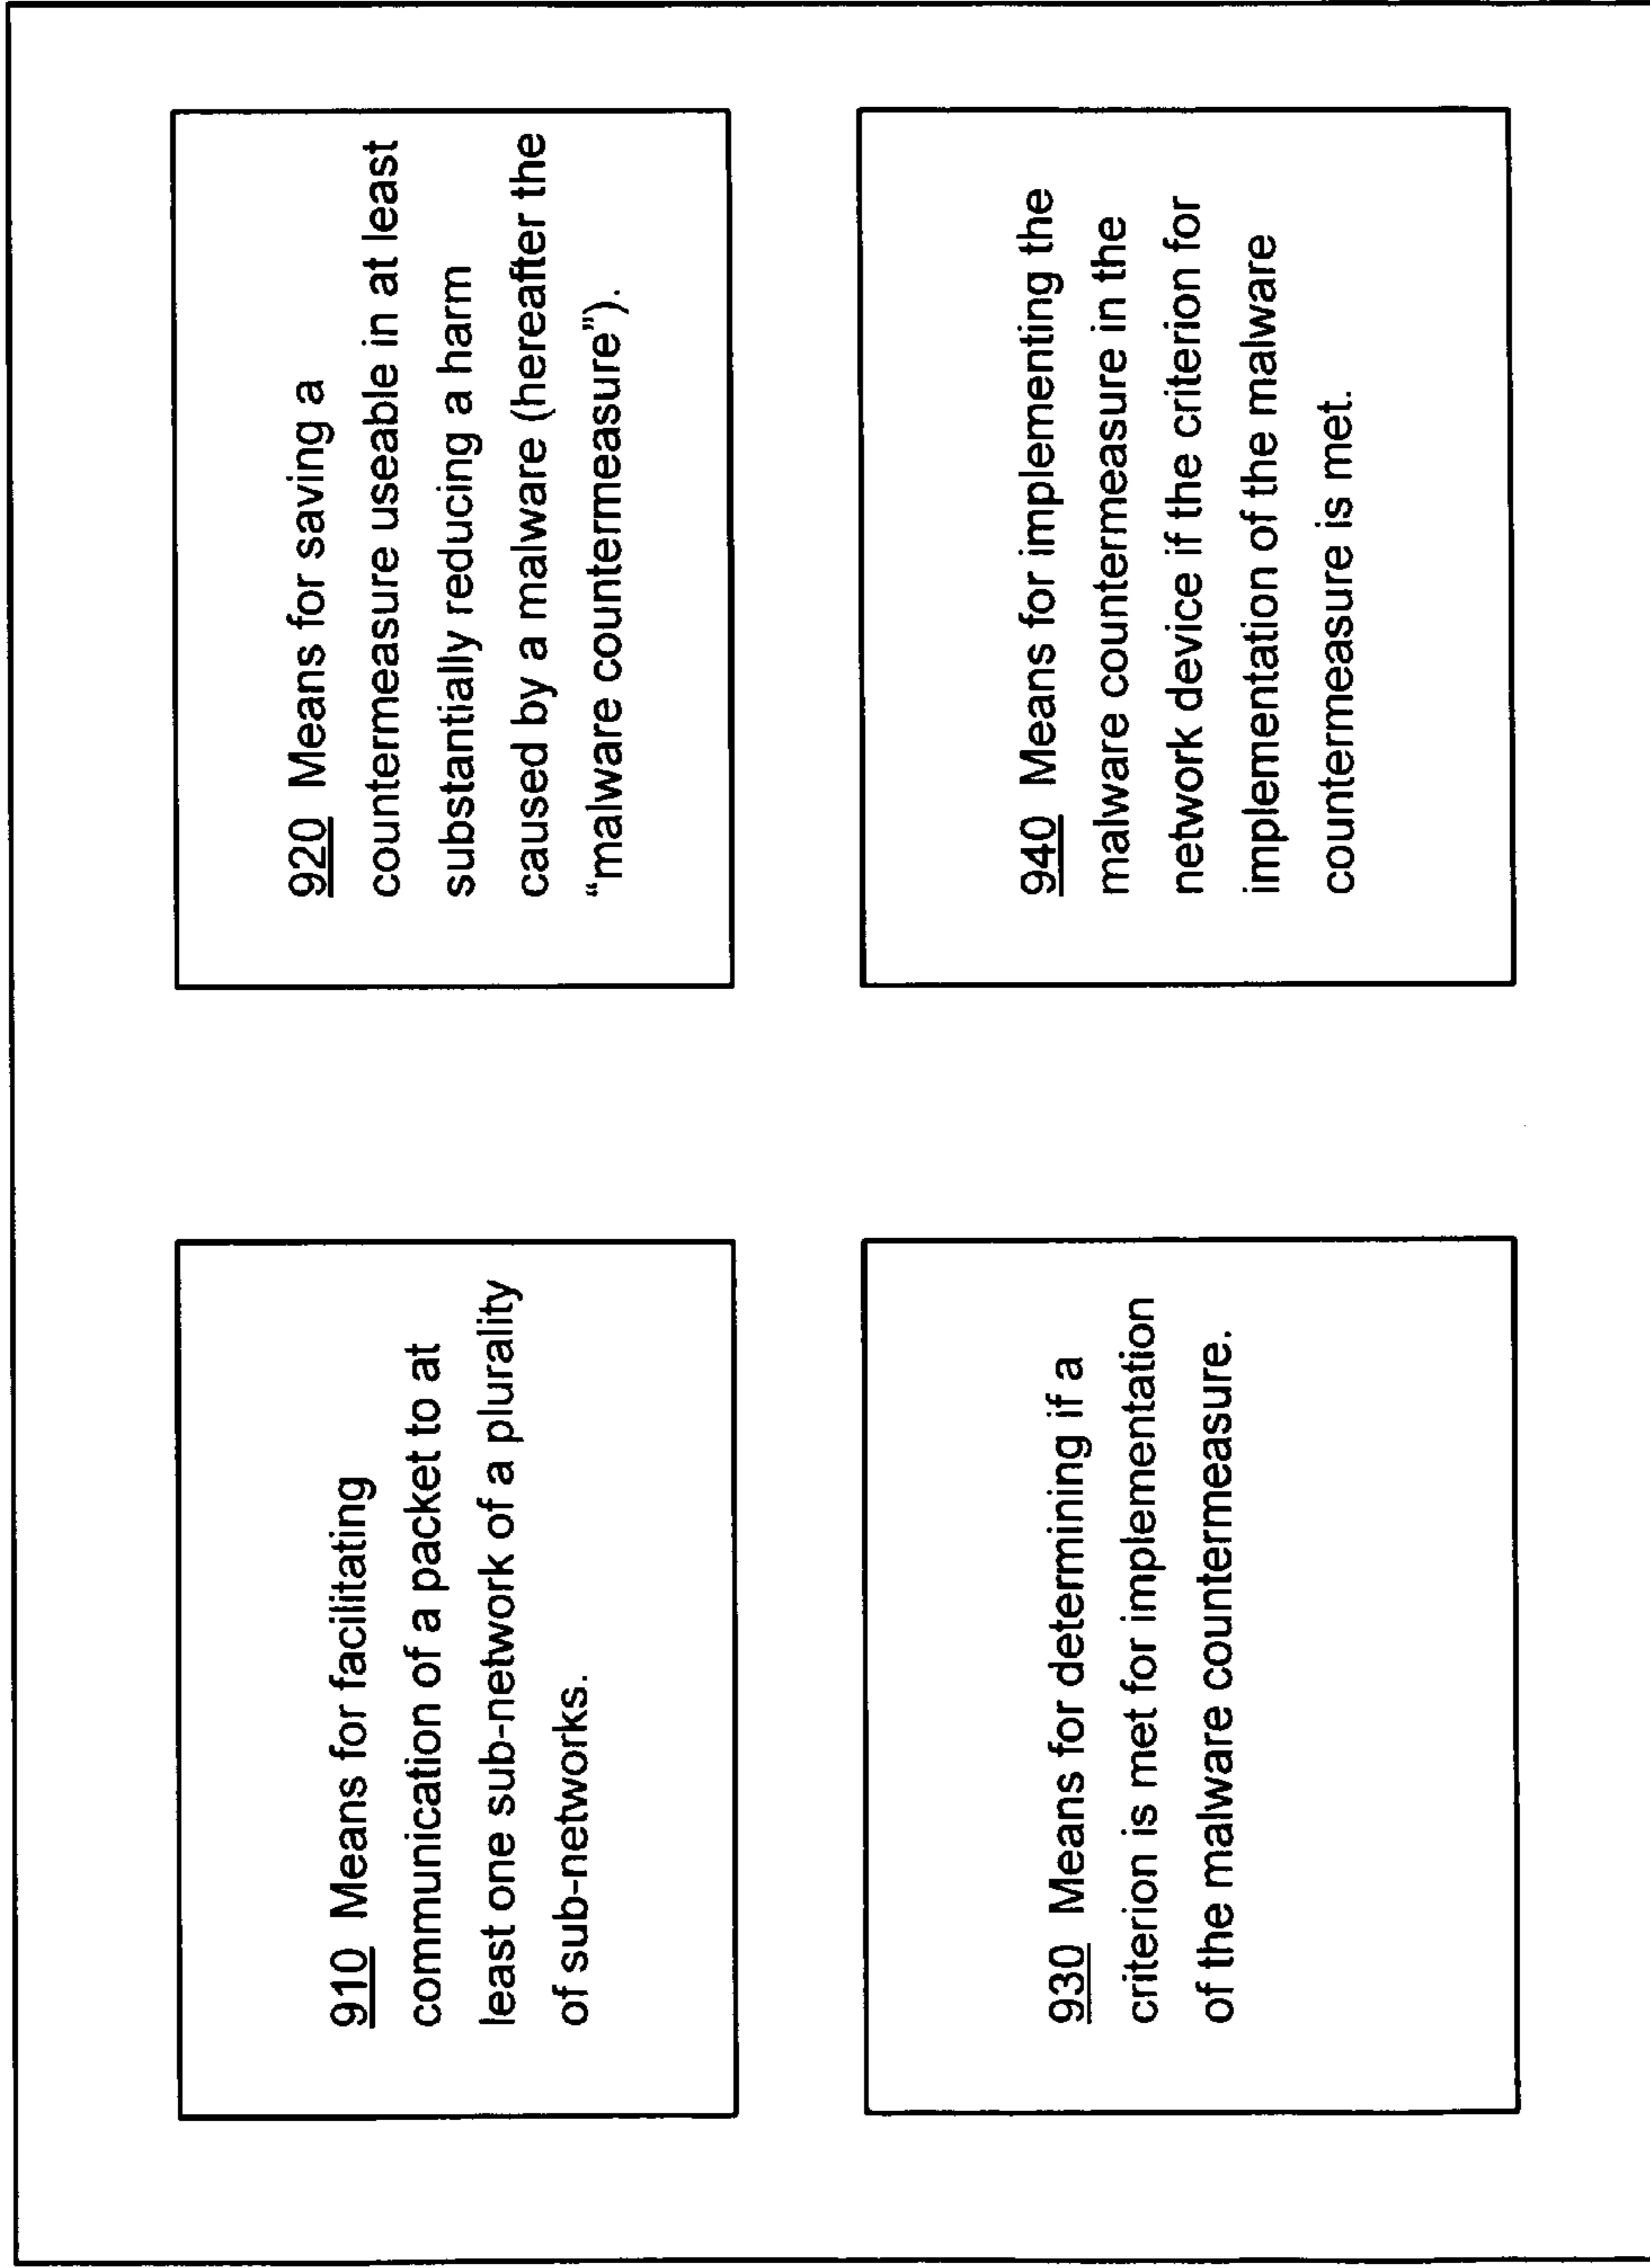 910 Means for facilitating
communication of a packet to at
least one sub-network of a plurality
of sub-networks.
920 Means for saving a
countermeasure useable in at least
substantially reducing a harm
caused by a malware (hereafter the
“malware countermeasure”).
930 Means for determining if a
criterion is met for implementation
of the malware countermeasure.
940 Means for implementing the
malware countermeasure in the
network device if the criterion for
implementation of the malware
countermeasure is met.